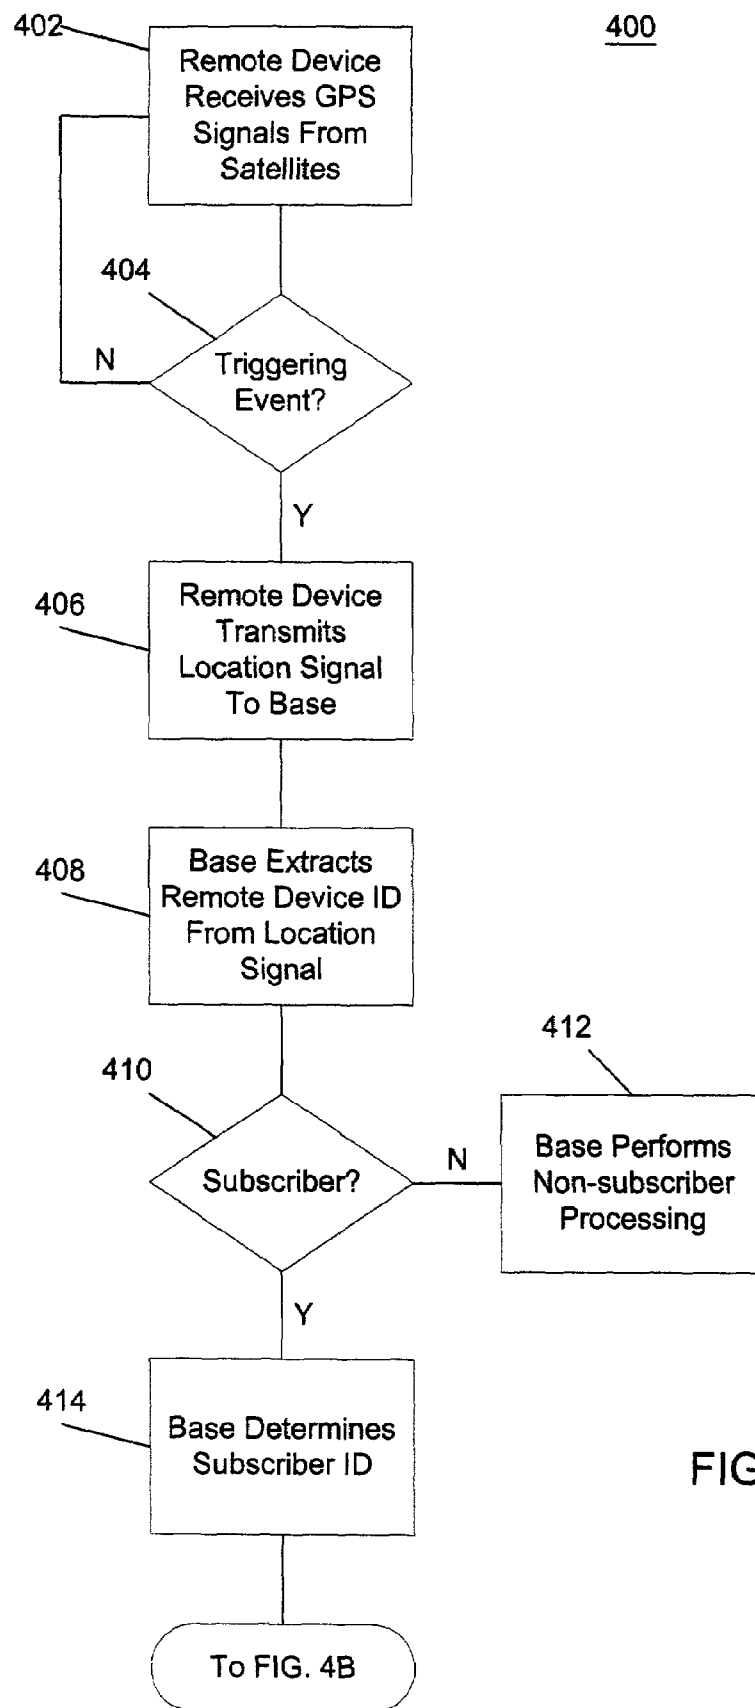 402
400
Remote Device
Receives GPS
Signals From
Satellites
404
Triggering
Event?
N
Y
406
Remote Device
Transmits
Location Signal
To Base
408
Base Extracts
Remote Device ID
From Location
Signal
412
410
Subscriber?
N
Base Performs
Non-subscriber
Processing
Y
414
Base Determines
Subscriber ID
FIG
To FIG. 4B